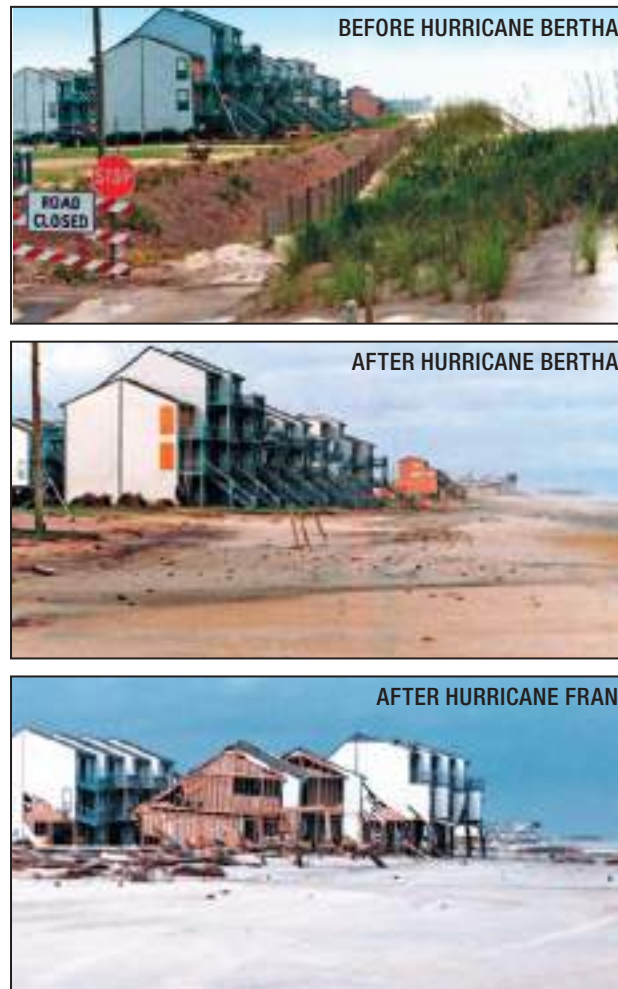 BEFORE HURRICANE BERTHA
STOP
ROAD
CLOSED
AFTER HURRICANE BERTHA
AFTER HURRICANE FRAN